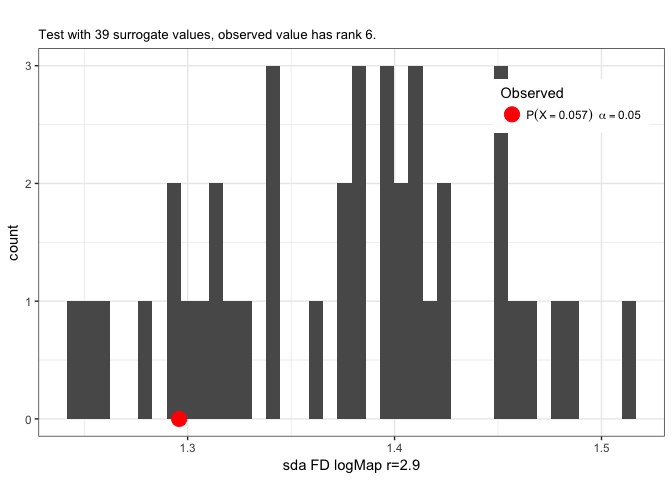 Test with 39 surrogate values, observed value has rank 6.
3
2
1
0
count
Observed
P(X = 0.057) α = 0.05
1.3 1.4 1.5
sda FD logMap r=2.9